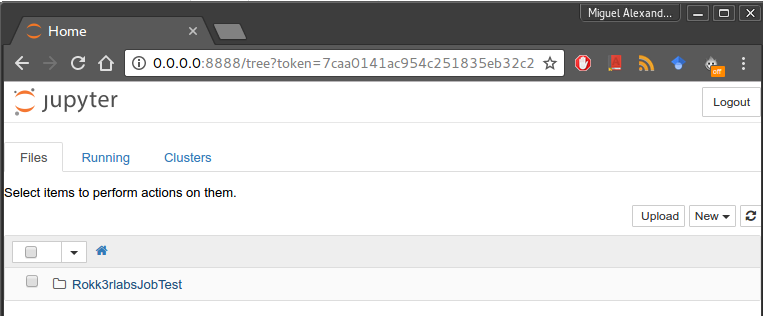 Miguel Alexand...
Home
0.0.0.0:8888/tree?token=7caa0141ac954c251835eb32c2
off
jupyter
Logout
Files Running Clusters
Select items to perform actions on them.
Upload New
Rokk3rlabsJobTest